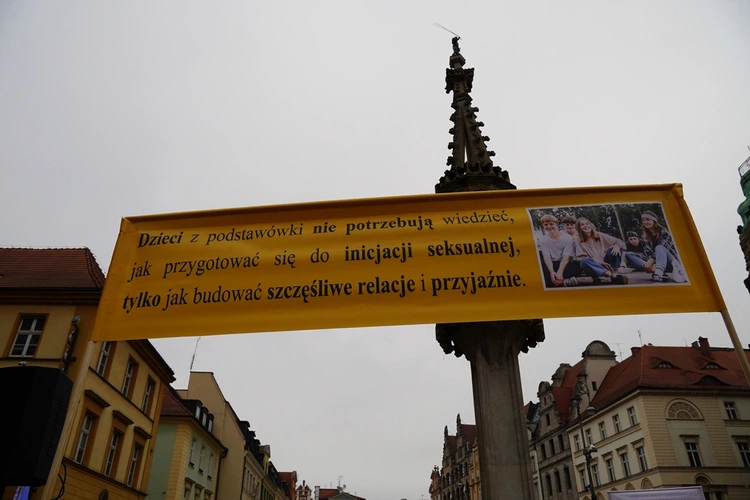 Dzieci z podstawówki nie potrzebują wiedzieć,
jak przygotować się do inicjacji seksualnej,
tylko jak budować szczęśliwe relacje i przyjaźnie.